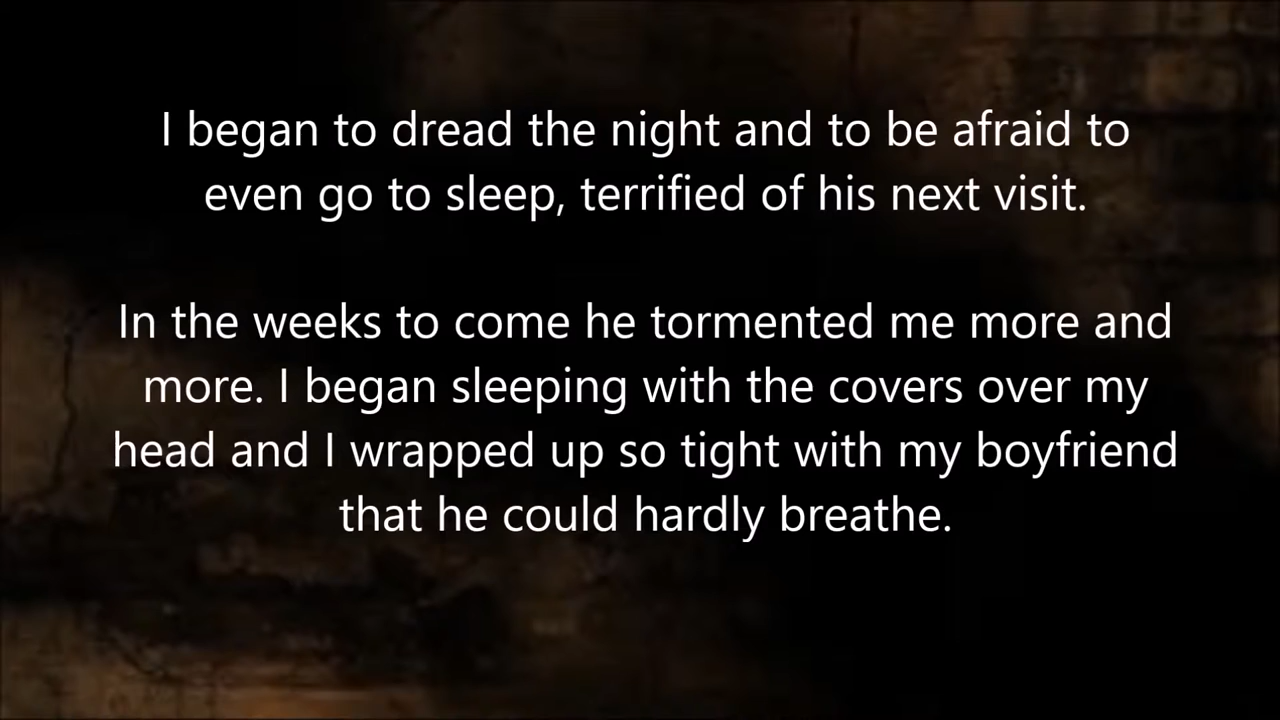 I began to dread the night and to be afraid to
even go to sleep, terrified of his next visit.
In the weeks to come he tormented me more and
more. I began sleeping with the covers over my
head and I wrapped up so tight with my boyfriend
that he could hardly breathe.